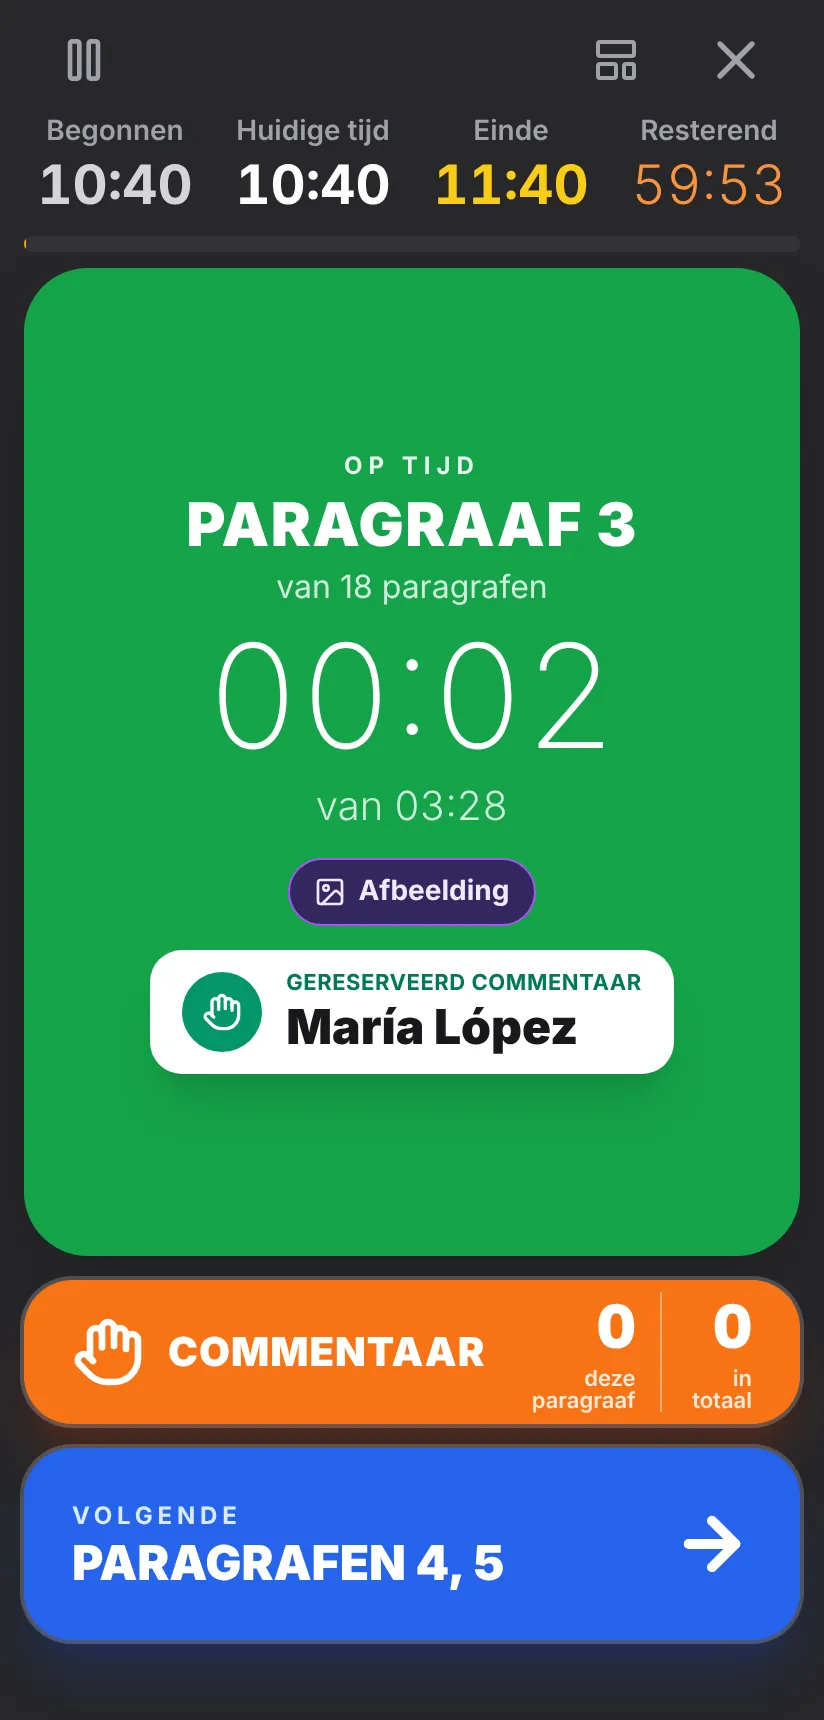 Begonnen Huidige tijd Einde Resterend
10:40 10:40 11:40 59:53
OP TIJD
PARAGRAAF 3
van 18 paragrafen
00:02
van 03:28
Afbeelding
GERESERVEERD COMMENTAAR
María López
COMMENTAAR
0 0
deze in
paragraaf totaal
VOLGENDE
PARAGRAFEN 4, 5